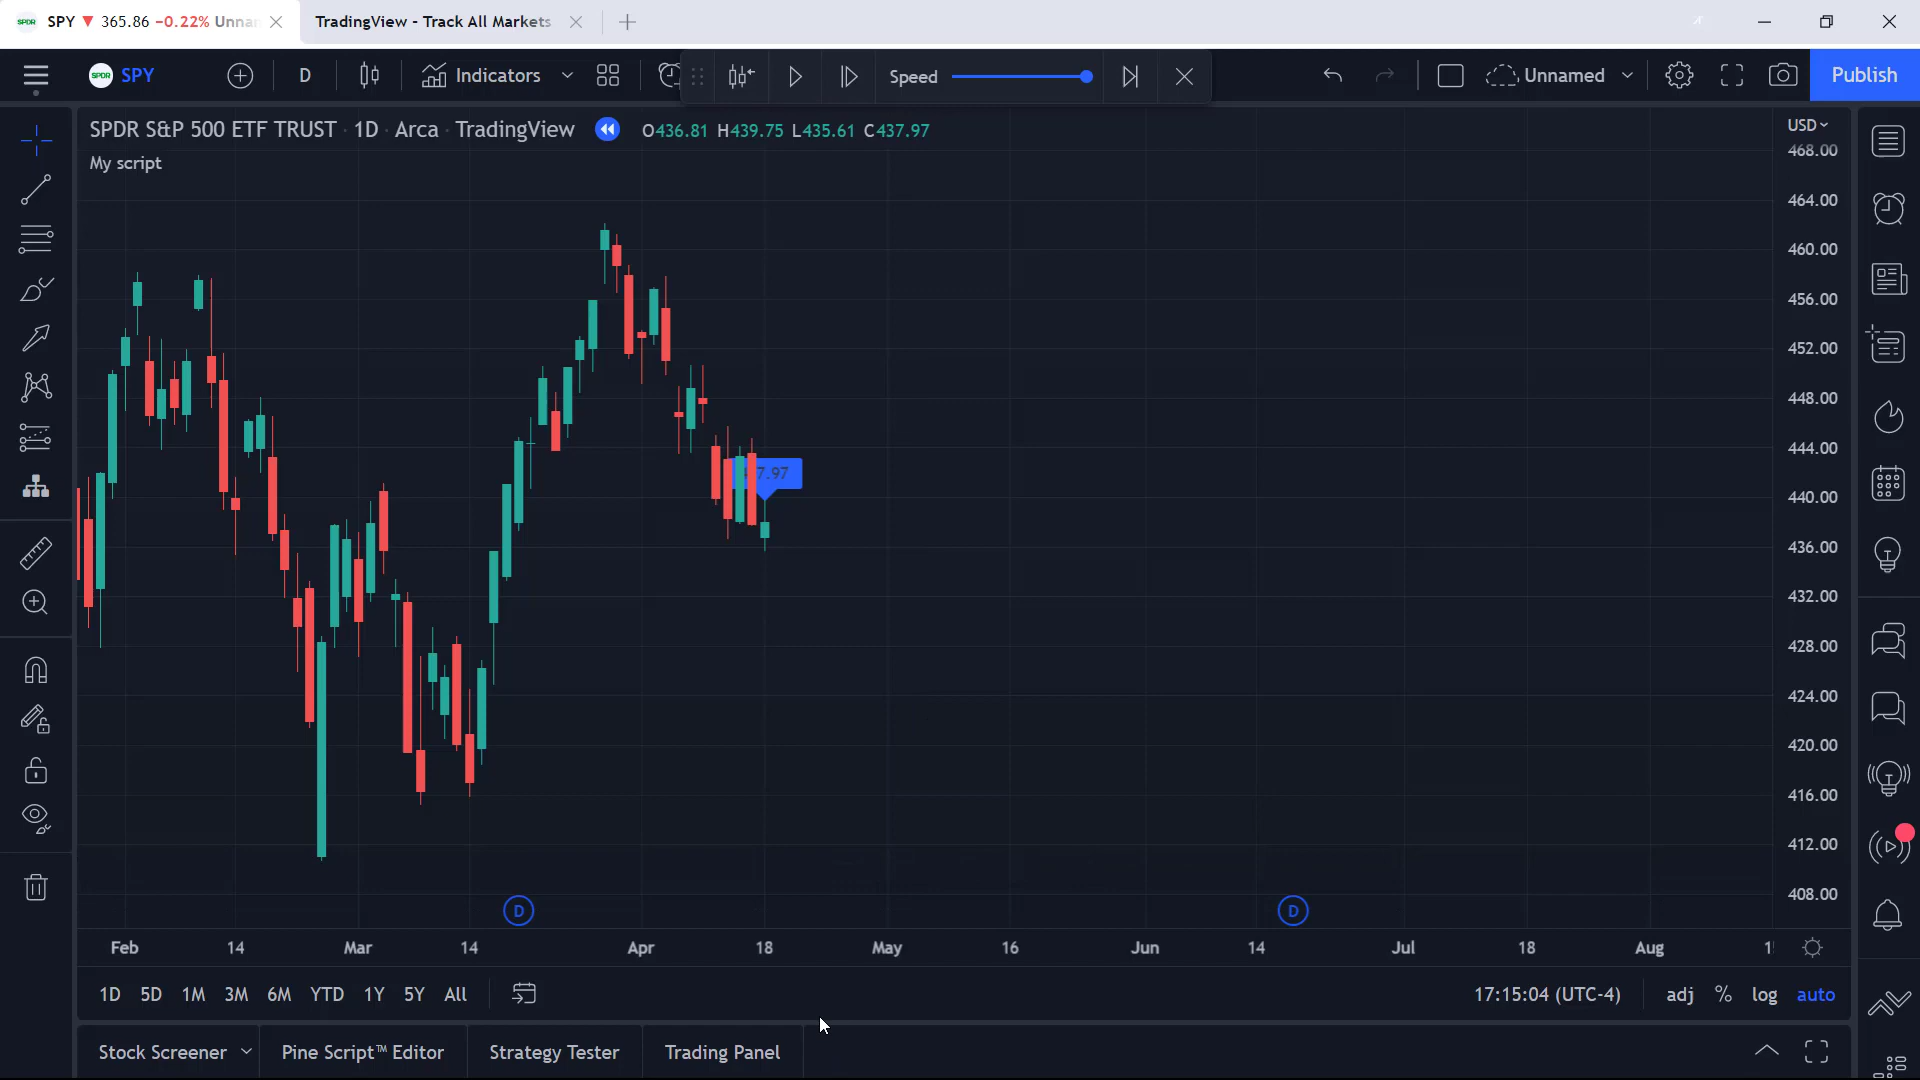 SPY ▼ 365.86 −0.22% Unna
TradingView - Track All Markets
SPDR SPY D Indicators Speed Unnamed Publish
SPDR S&P 500 ETF TRUST · 1D · Arca · TradingView O436.81 H439.75 L435.61 C437.97
My script
USD
468.00
464.00
460.00
456.00
452.00
448.00
444.00
440.00
436.00
432.00
428.00
424.00
420.00
416.00
412.00
408.00
7.97
D D
Feb 14 Mar 14 Apr 18 May 16 Jun 14 Jul 18 Aug
1D 5D 1M 3M 6M YTD 1Y 5Y All 17:15:04 (UTC-4) adj % log auto
Stock Screener Pine Script™ Editor Strategy Tester Trading Panel